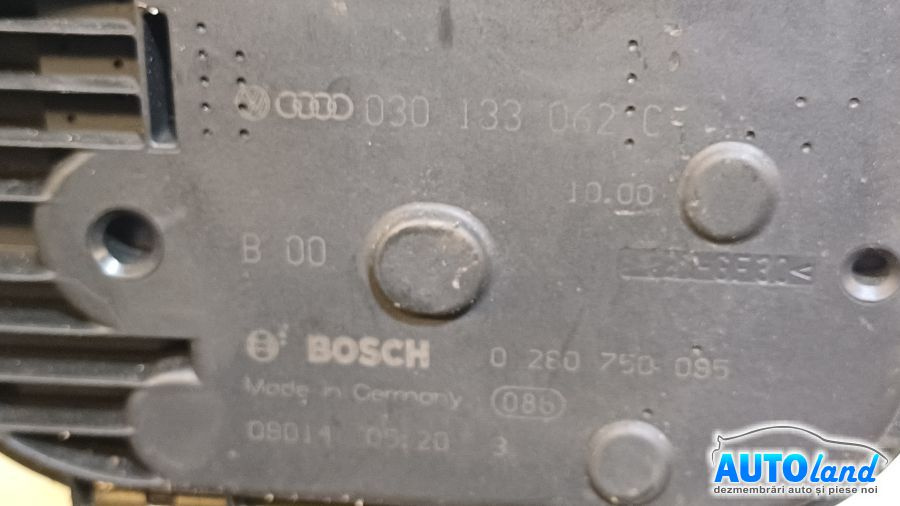 030 133 062 C
10.00
B 00
BOSCH 0 280 750 095
Made in Germany 086
09014 05:20 3
AUTOland
dezmembrări auto și piese noi